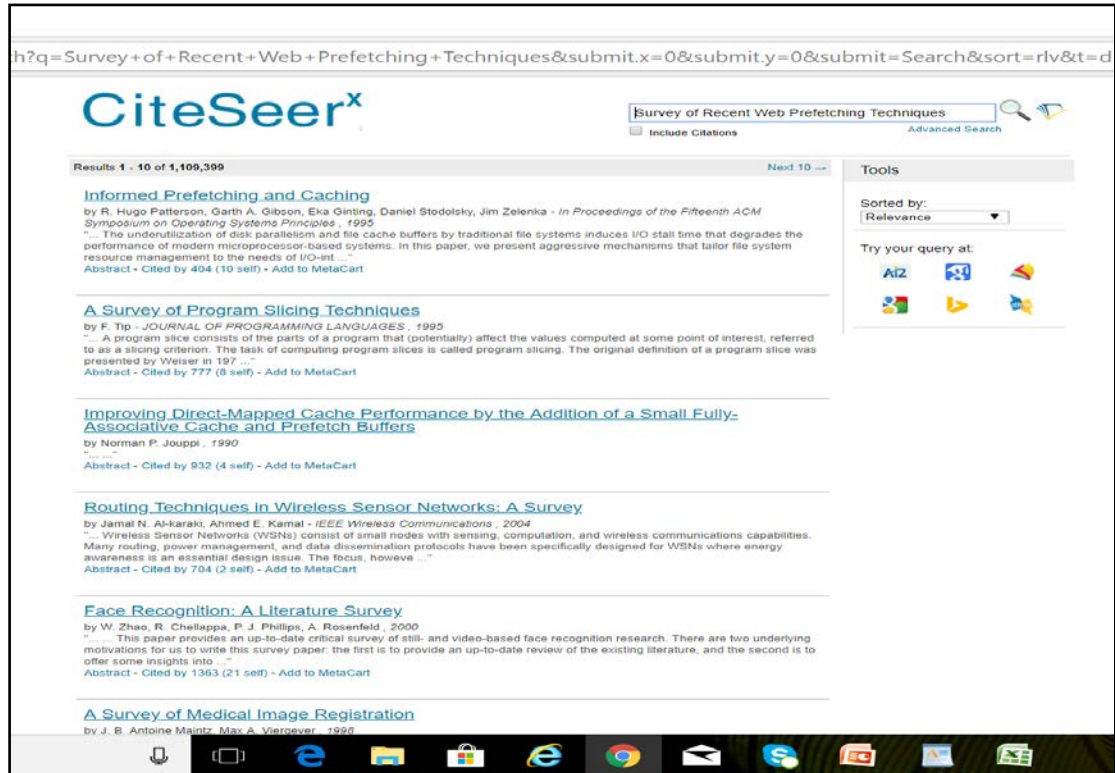 h?q=Survey+of+Recent+Web+Prefetching+Techniques&submit.x=0&submit.y=0&submit=Search&sort=rlv&t=d
CiteSeerx
Survey of Recent Web Prefetching Techniques
Include Citations
Advanced Search
Results 1 - 10 of 1,109,399
Next 10 →
Tools
Sorted by:
Relevance
Try your query at:
Ai2
Informed Prefetching and Caching
by R. Hugo Patterson, Garth A. Gibson, Eka Ginting, Daniel Stodolsky, Jim Zelenka - In Proceedings of the Fifteenth ACM
Symposium on Operating Systems Principles , 1995
"... The underutilization of disk parallelism and file cache buffers by traditional file systems induces I/O stall time that degrades the
performance of modern microprocessor-based systems. In this paper, we present aggressive mechanisms that tailor file system
resource management to the needs of I/O-int ..."
Abstract - Cited by 404 (10 self) - Add to MetaCart
A Survey of Program Slicing Techniques
by F. Tip - JOURNAL OF PROGRAMMING LANGUAGES , 1995
"... A program slice consists of the parts of a program that (potentially) affect the values computed at some point of interest, referred
to as a slicing criterion. The task of computing program slices is called program slicing. The original definition of a program slice was
presented by Weiser in 197 ..."
Abstract - Cited by 777 (8 self) - Add to MetaCart
Improving Direct-Mapped Cache Performance by the Addition of a Small Fully-
Associative Cache and Prefetch Buffers
by Norman P. Jouppi , 1990
"... ..."
Abstract - Cited by 932 (4 self) - Add to MetaCart
Routing Techniques in Wireless Sensor Networks: A Survey
by Jamal N. Al-karaki, Ahmed E. Kamal - IEEE Wireless Communications , 2004
"... Wireless Sensor Networks (WSNs) consist of small nodes with sensing, computation, and wireless communications capabilities.
Many routing, power management, and data dissemination protocols have been specifically designed for WSNs where energy
awareness is an essential design issue. The focus, howeve ..."
Abstract - Cited by 704 (2 self) - Add to MetaCart
Face Recognition: A Literature Survey
by W. Zhao, R. Chellappa, P. J. Phillips, A. Rosenfeld , 2000
"... ... This paper provides an up-to-date critical survey of still- and video-based face recognition research. There are two underlying
motivations for us to write this survey paper: the first is to provide an up-to-date review of the existing literature, and the second is to
offer some insights into ..."
Abstract - Cited by 1363 (21 self) - Add to MetaCart
A Survey of Medical Image Registration
by J. B. Antoine Maintz, Max A. Viergever , 1998